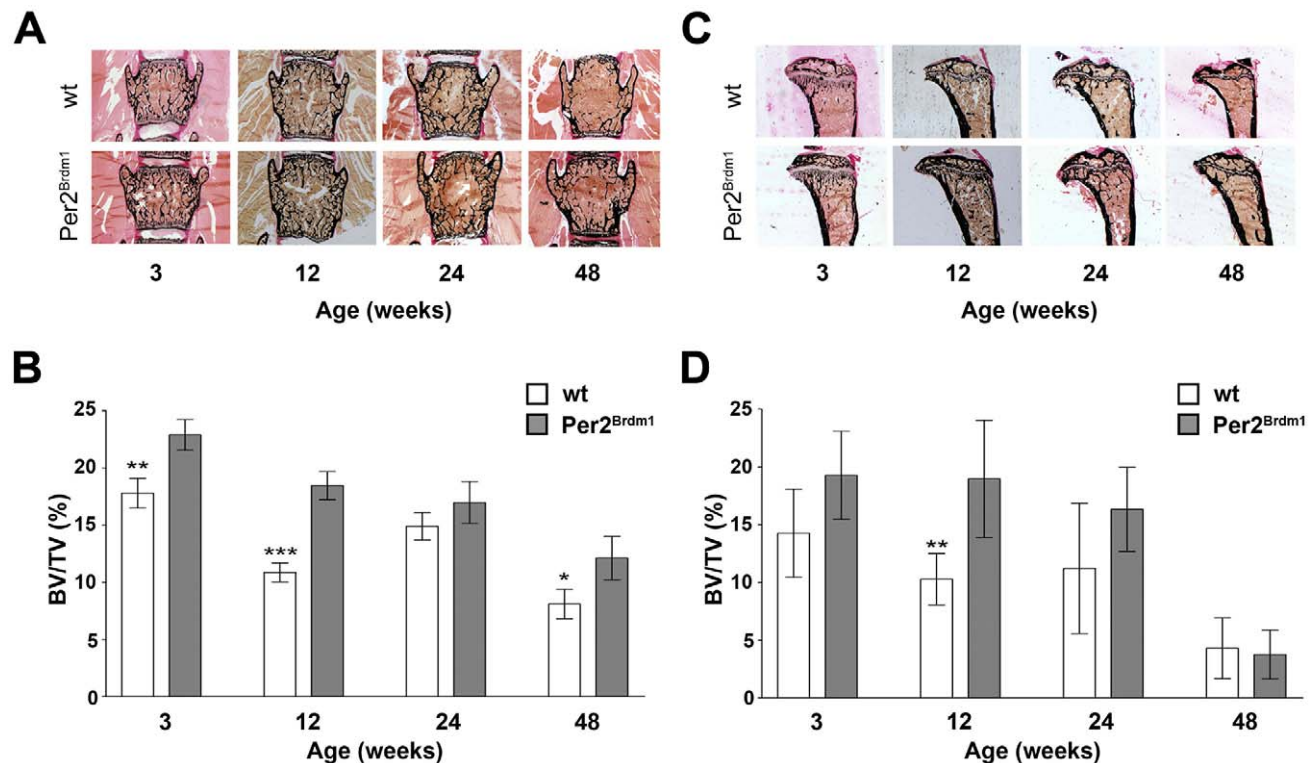 A
wt
Per2Brdm1
3 12 24 48
Age (weeks)
C
wt
Per2Brdm1
3 12 24 48
Age (weeks)
B
wt
Per2Brdm1
BV/TV (%)
25
20
15
10
5
0
**
***
*
3 12 24 48
Age (weeks)
D
wt
Per2Brdm1
BV/TV (%)
25
20
15
10
5
0
**
3 12 24 48
Age (weeks)